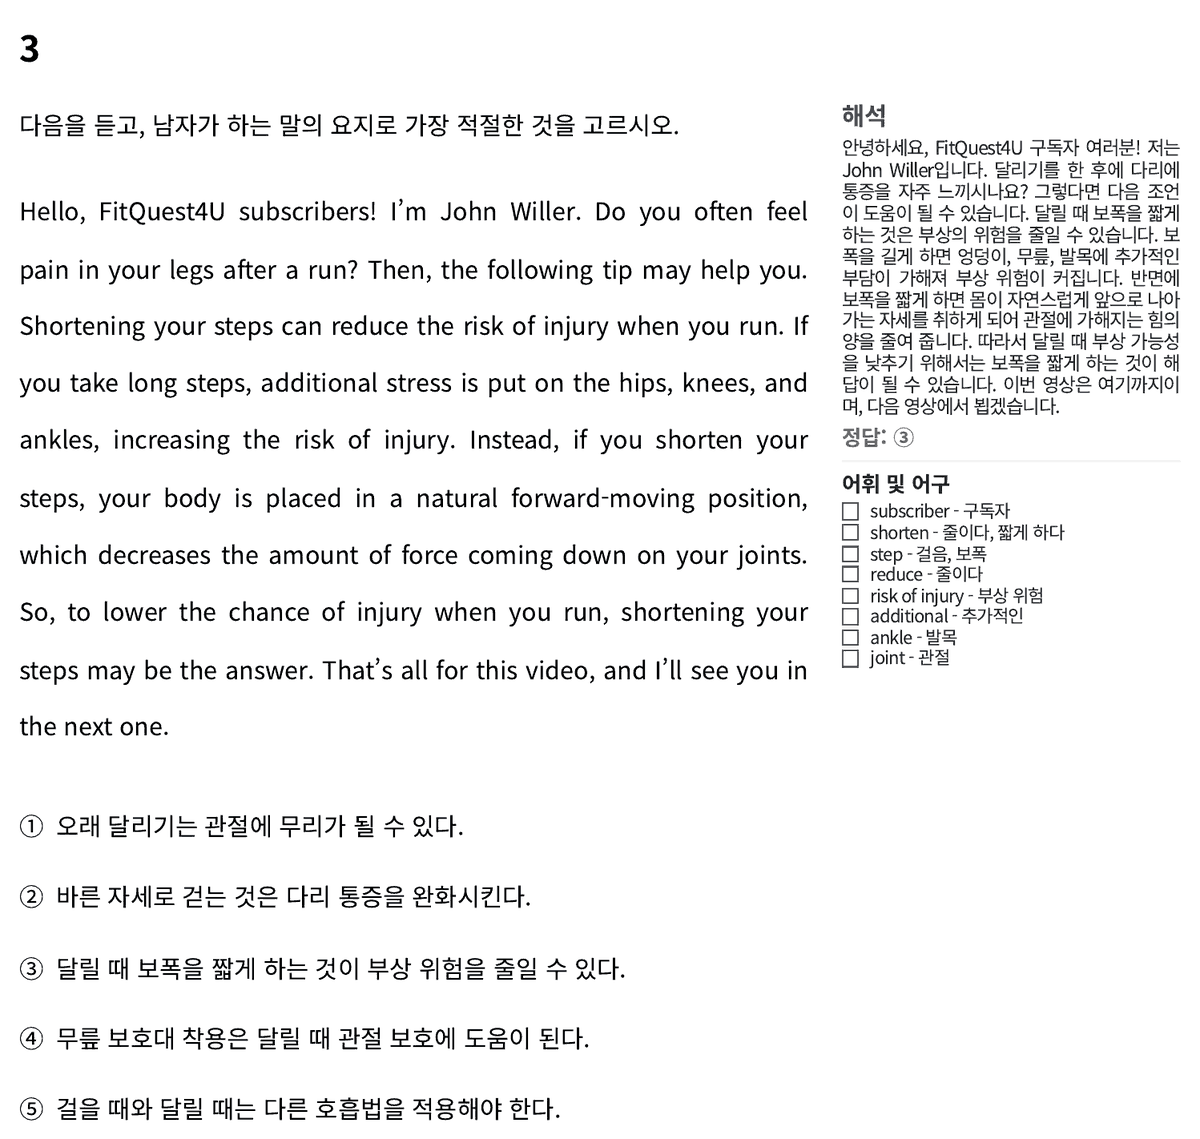 3
다음을 듣고, 남자가 하는 말의 요지로 가장 적절한 것을 고르시오.
Hello, FitQuest4U subscribers! I’m John Willer. Do you often feel
pain in your legs after a run? Then, the following tip may help you.
Shortening your steps can reduce the risk of injury when you run. If
you take long steps, additional stress is put on the hips, knees, and
ankles, increasing the risk of injury. Instead, if you shorten your
steps, your body is placed in a natural forward-moving position,
which decreases the amount of force coming down on your joints.
So, to lower the chance of injury when you run, shortening your
steps may be the answer. That’s all for this video, and I’ll see you in
the next one.
① 오래 달리기는 관절에 무리가 될 수 있다.
② 바른 자세로 걷는 것은 다리 통증을 완화시킨다.
③ 달릴 때 보폭을 짧게 하는 것이 부상 위험을 줄일 수 있다.
④ 무릎 보호대 착용은 달릴 때 관절 보호에 도움이 된다.
⑤ 걸을 때와 달릴 때는 다른 호흡법을 적용해야 한다.
해석
안녕하세요, FitQuest4U 구독자 여러분! 저는
John Willer입니다. 달리기를 한 후에 다리에
통증을 자주 느끼시나요? 그렇다면 다음 조언
이 도움이 될 수 있습니다. 달릴 때 보폭을 짧게
하는 것은 부상의 위험을 줄일 수 있습니다. 보
폭을 길게 하면 엉덩이, 무릎, 발목에 추가적인
부담이 가해져 부상 위험이 커집니다. 반면에
보폭을 짧게 하면 몸이 자연스럽게 앞으로 나아
가는 자세를 취하게 되어 관절에 가해지는 힘의
양을 줄여 줍니다. 따라서 달릴 때 부상 가능성
을 낮추기 위해서는 보폭을 짧게 하는 것이 해
답이 될 수 있습니다. 이번 영상은 여기까지이
며, 다음 영상에서 뵙겠습니다.
정답: ③
어휘 및 어구
□ subscriber - 구독자
□ shorten - 줄이다, 짧게 하다
□ step - 걸음, 보폭
□ reduce - 줄이다
□ risk of injury - 부상 위험
□ additional - 추가적인
□ ankle - 발목
□ joint - 관절